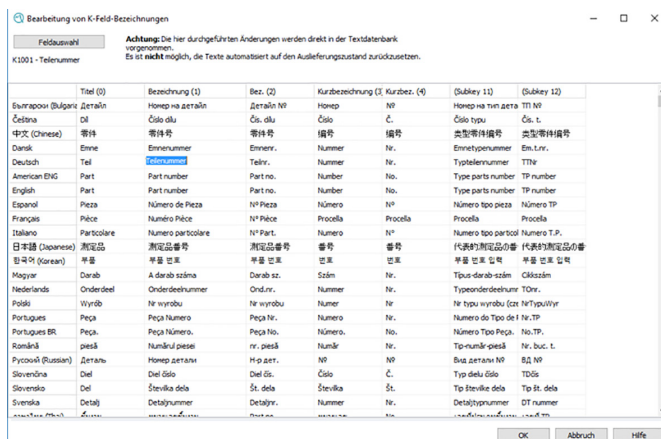 Bearbeitung von K-Feld-Bezeichnungen
Feldauswahl
Achtung: Die hier durchgeführten Änderungen werden direkt in der Textdatenbank
vorgenommen.
Es ist nicht möglich, die Texte automatisiert auf den Auslieferungszustand zurückzusetzen.
K1001 - Teilenummer
Titel (0) Bezeichnung (1) Bez. (2) Kurzbezeichnung (3) Kurzbez. (4) (Subkey 11) (Subkey 12)
Български (Bulgaria Детайл Номер на детайл Детайл № Номер № Номер на тип дета ТП №
Čeština Díl Číslo dílu Čís. dílu Číslo Č. Číslo typu Čís. t.
中文 (Chinese) 零件 零件号 零件号 编号 编号 类型零件编号 类型零件编号
Dansk Emne Emnenummer Emnenr. Nummer Nr. Emnetypenummer Em.t.nr.
Deutsch Teil Teilenummer Teilnr. Nummer Nr. Typteilennummer TTNr
American ENG Part Part number Part no. Number No. Type parts number TP number
English Part Part number Part no. Number No. Type parts number TP number
Espanol Pieza Número de Pieza Nº Pieza Número Nº Número tipo pieza Número TP
Français Pièce Numéro Pièce N° Pièce Procella Procella Procella Procella
Italiano Particolare Numero particolare N° Part. Numero N° Numero tipo particol Numero T.P.
日本語 (Japanese) 測定品 測定品番号 測定品番号 番号 番号 代表的測定品の番 代表的測定品の番
한국어 (Korean) 부품 부품 번호 부품 번호 번호 번호 부품 번호 입력 부품 번호 입력
Magyar Darab A darab száma Darab sz. Szám Nr. Típus-darab-szám Cikkszám
Nederlands Onderdeel Onderdeelnummer Ond.nr. Nummer Nr. Typeonderdeelnum TOnr.
Polski Wyrób Nr wyrobu Nr wyrobu Numer Nr Nr typu wyrobu (czę NrTypuWyr
Portugues Peça Peça Numero Peça Nr. Numero Nr. Numero do Tipo de P Nr.TP
Portugues BR Peça. Peça Número. Peça No. Número. No. Número Tipo Peça. No.TP.
Română piesă Numărul piesei nr. piesă Număr Nr. Tip-număr-piesă Nr. buc. t.
Русский (Russian) Деталь Номер детали Н-р дет. № № Вид детали № ВД №
Slovenčina Diel Diel číslo Diel čís. Číslo Č. Typ dielu číslo TDčís
Slovensko Del Številka dela Št. dela Številka Št. Tip številke dela Tip št. dela
Svenska Detalj Detaljnummer Detaljnr. Nummer Nr. Detaljtypnummer DT nummer
OK Abbruch Hilfe